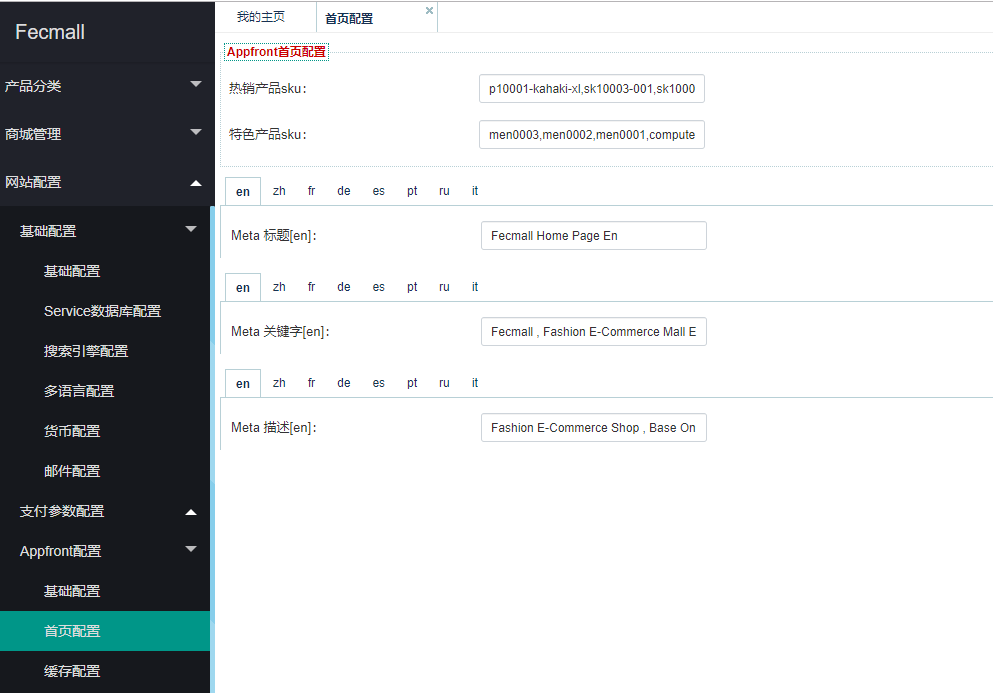 Fecmall
产品分类
商城管理
网站配置
基础配置
基础配置
Service数据库配置
搜索引擎配置
多语言配置
货币配置
邮件配置
支付参数配置
Appfront配置
基础配置
首页配置
缓存配置
我的主页 首页配置
Appfront首页配置
热销产品sku： p10001-kahaki-xl,sk10003-001,sk1000
特色产品sku： men0003,men0002,men0001,compute
en zh fr de es pt ru it
Meta 标题[en]： Fecmall Home Page En
en zh fr de es pt ru it
Meta 关键字[en]： Fecmall , Fashion E-Commerce Mall E
en zh fr de es pt ru it
Meta 描述[en]： Fashion E-Commerce Shop , Base On